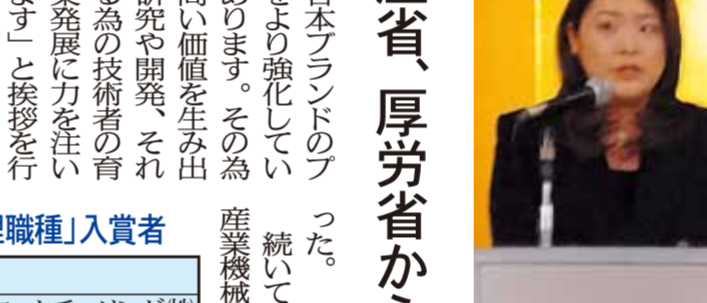 省、厚労省から
日本ブランドのプ
をより強化してい
あります。その為
高い価値を生み出
研究や開発、それ
る為の技術者の育
業発展に力を注い
ます」と挨拶を行
った。
続いて
産業機械
理職種」入賞者